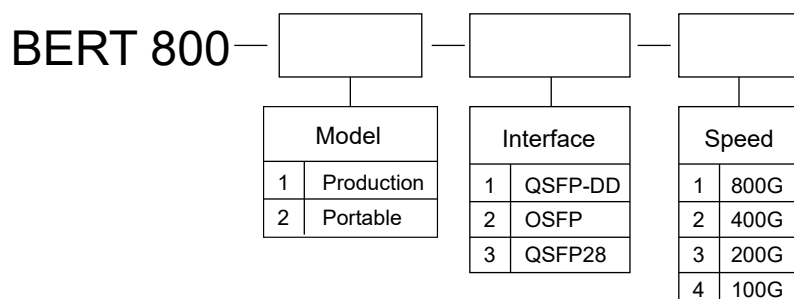 BERT 800
Model Interface Speed
1 Production 1 QSFP-DD 1 800G
2 Portable 2 OSFP 2 400G
3 QSFP28 3 200G
4 100G